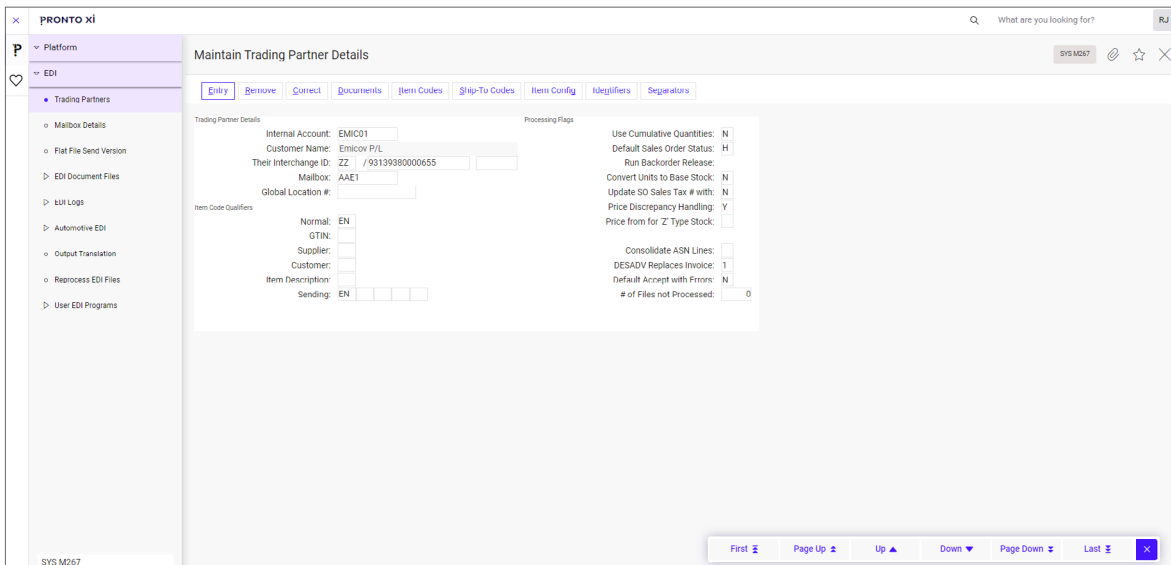 PRONTO XI
What are you looking for?
RJ
Platform
EDI
Trading Partners
Mailbox Details
Flat File Send Version
EDI Document Files
EDI Logs
Automotive EDI
Output Translation
Reprocess EDI Files
User EDI Programs
SYS M267
Maintain Trading Partner Details
SYS M267
Entry Remove Correct Documents Item Codes Ship-To Codes Item Config Identifiers Separators
Trading Partner Details
Internal Account: EMIC01
Customer Name: Emicov P/L
Their Interchange ID: ZZ / 93139380000655
Mailbox: AAE1
Global Location #:
Item Code Qualifiers
Normal: EN
GTIN:
Supplier:
Customer:
Item Description:
Sending: EN
Processing Flags
Use Cumulative Quantities: N
Default Sales Order Status: H
Run Backorder Release:
Convert Units to Base Stock: N
Update SO Sales Tax # with: N
Price Discrepancy Handling: Y
Price from for 'Z' Type Stock:
Consolidate ASN Lines:
DESADV Replaces Invoice: 1
Default Accept with Errors: N
# of Files not Processed: 0
First Page Up Up Down Page Down Last